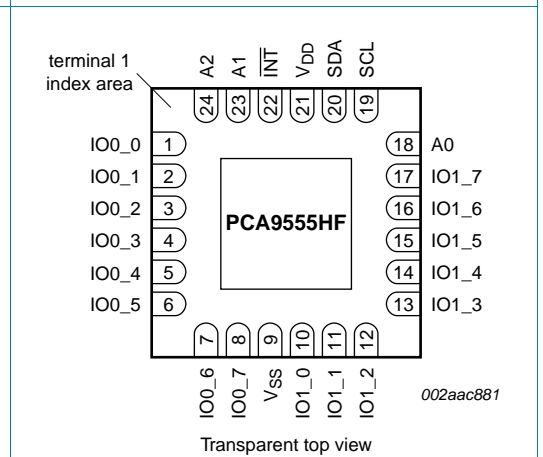 terminal 1
index area
A2
A1
INT
VDD
SDA
SCL
24
23
22
21
20
19
IO0_0 1
IO0_1 2
IO0_2 3
IO0_3 4
IO0_4 5
IO0_5 6
PCA9555HF
18 A0
17 IO1_7
16 IO1_6
15 IO1_5
14 IO1_4
13 IO1_3
7
8
9
10
11
12
IO0_6
IO0_7
VSS
IO1_0
IO1_1
IO1_2
002aac881
Transparent top view